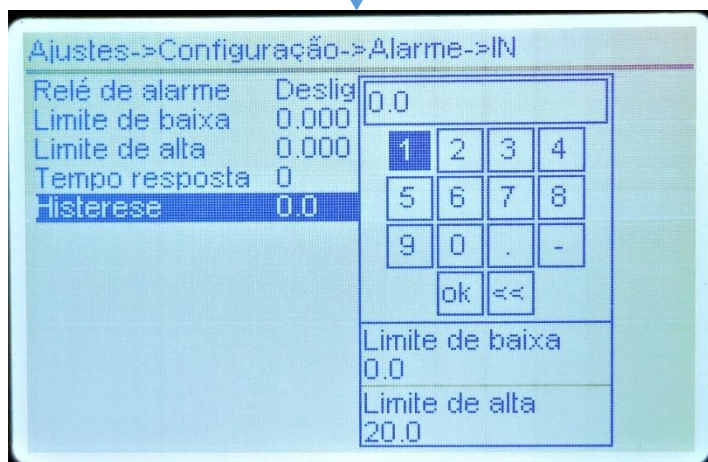 Ajustes->Configuração->Alarme->IN
Relé de alarme Deslig
Limite de baixa 0.000
Limite de alta 0.000
Tempo resposta 0
Histerese 0.0
0.0
1 2 3 4
5 6 7 8
9 0 . -
ok <<
Limite de baixa
0.0
Limite de alta
20.0